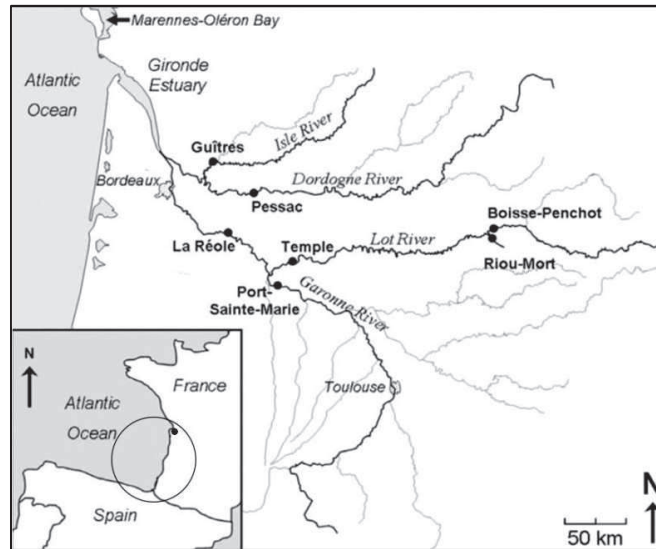 Marennes-Oléron Bay
Atlantic
Ocean
Gironde
Estuary
Guîtres
Isle River
Bordeaux
Dordogne River
Pessac
Boisse-Penchot
La Réole
Temple
Lot River
Riou-Mort
Port-
Sainte-Marie
Garonne River
Toulouse
N
France
Atlantic
Ocean
Spain
N
50 km